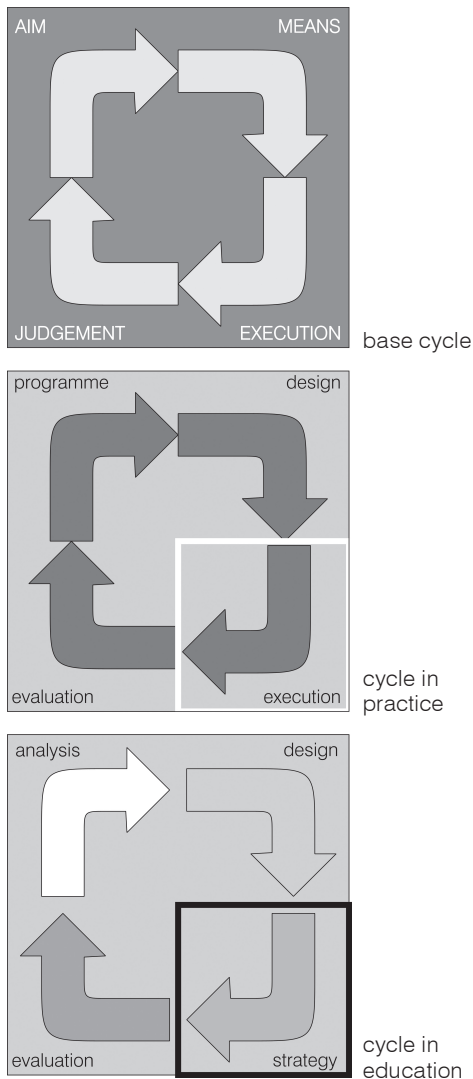 AIM MEANS
JUDGEMENT EXECUTION
base cycle
programme design
evaluation execution
cycle in
practice
analysis design
evaluation strategy
cycle in
education